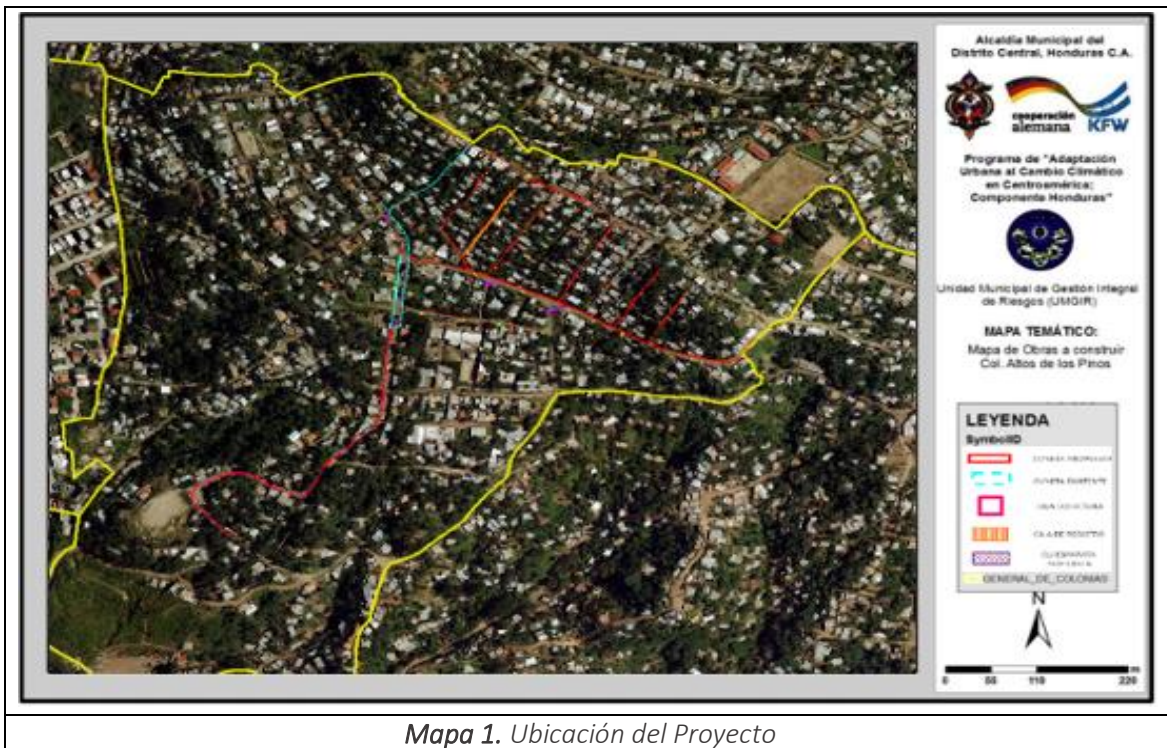 Alcaldía Municipal del
Distrito Central, Honduras C.A.
cooperación
alemana
KFW
Programa de "Adaptación
Urbana al Cambio Climático
en Centroamérica;
Componente Honduras"
Unidad Municipal de Gestión Integral
de Riesgos (UMGIR)
MAPA TEMÁTICO:
Mapa de Obras a construir
Col. Altos de los Pinos
LEYENDA
SymbolID
GENERAL_DE_COLONIAS
N
m
0 55 110 220
Mapa 1. Ubicación del Proyecto